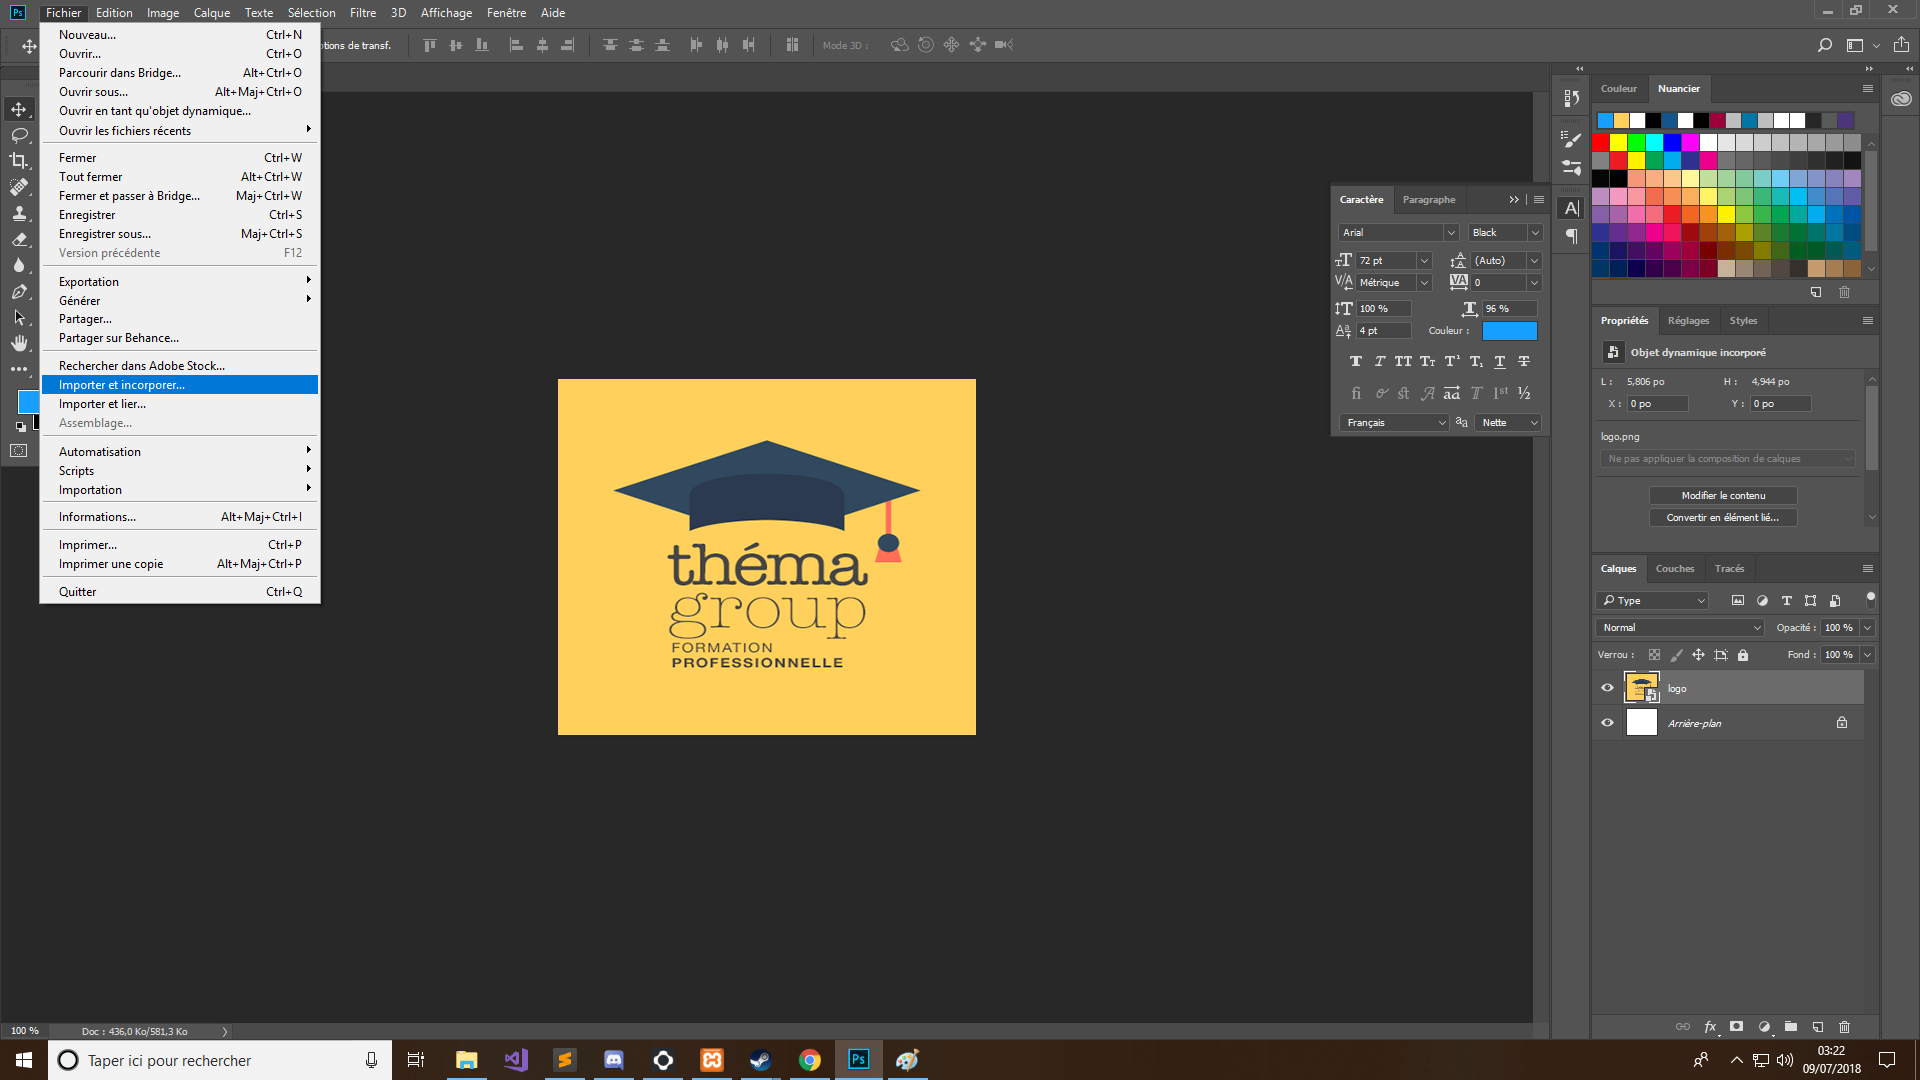 Ps Fichier Edition Image Calque Texte Sélection Filtre 3D Affichage Fenêtre Aide
Nouveau... Ctrl+N
Ouvrir... Ctrl+O
Parcourir dans Bridge... Alt+Ctrl+O
Ouvrir sous... Alt+Maj+Ctrl+O
Ouvrir en tant qu'objet dynamique...
Ouvrir les fichiers récents
Fermer Ctrl+W
Tout fermer Alt+Ctrl+W
Fermer et passer à Bridge... Maj+Ctrl+W
Enregistrer Ctrl+S
Enregistrer sous... Maj+Ctrl+S
Version précédente F12
Exportation
Générer
Partager...
Partager sur Behance...
Rechercher dans Adobe Stock...
Importer et incorporer...
Importer et lier...
Assemblage...
Automatisation
Scripts
Importation
Informations... Alt+Maj+Ctrl+I
Imprimer... Ctrl+P
Imprimer une copie Alt+Maj+Ctrl+P
Quitter Ctrl+Q
ptions de transf. Mode 3D :
théma
group
FORMATION
PROFESSIONNELLE
Caractère Paragraphe
Arial Black
72 pt (Auto)
Métrique 0
100 % 96 %
4 pt Couleur :
Français aa Nette
Couleur Nuancier
Propriétés Réglages Styles
Objet dynamique incorporé
L : 5,806 po H : 4,944 po
X : 0 po Y : 0 po
logo.png
Ne pas appliquer la composition de calques
Modifier le contenu
Convertir en élément lié...
Calques Couches Tracés
Type
Normal Opacité : 100 %
Verrou : Fond : 100 %
logo
Arrière-plan
fx
100 % Doc : 436,0 Ko/581,3 Ko
Taper ici pour rechercher
Ps
03:22
09/07/2018